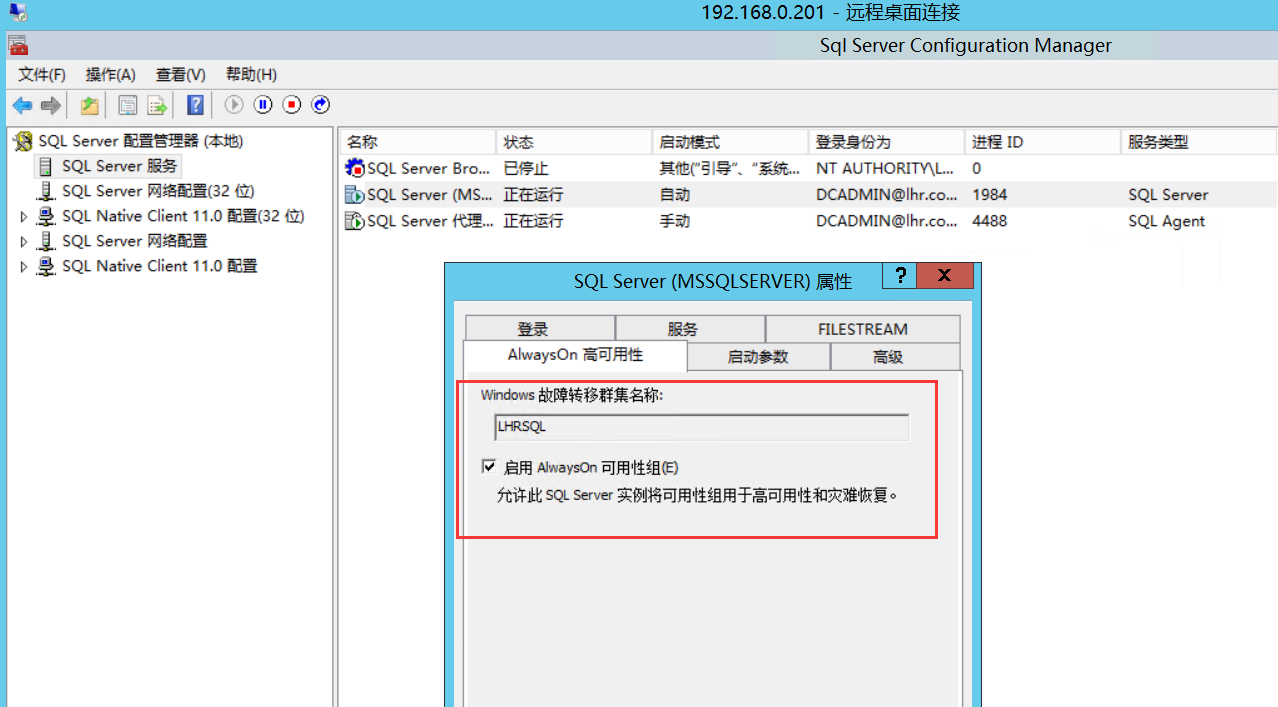 192.168.0.201 - 远程桌面连接
Sql Server Configuration Manager
文件(F) 操作(A) 查看(V) 帮助(H)
SQL Server 配置管理器 (本地)
SQL Server 服务
SQL Server 网络配置(32 位)
SQL Native Client 11.0 配置(32 位)
SQL Server 网络配置
SQL Native Client 11.0 配置
名称 状态 启动模式 登录身份为 进程 ID 服务类型
SQL Server Bro... 已停止 其他("引导"、"系统... NT AUTHORITY\L... 0
SQL Server (MS... 正在运行 自动 DCADMIN@lhr.co... 1984 SQL Server
SQL Server 代理... 正在运行 手动 DCADMIN@lhr.co... 4488 SQL Agent
SQL Server (MSSQLSERVER) 属性 ? X
登录 服务 FILESTREAM
AlwaysOn 高可用性 启动参数 高级
Windows 故障转移群集名称:
LHRSQL
启用 AlwaysOn 可用性组(E)
允许此 SQL Server 实例将可用性组用于高可用性和灾难恢复。